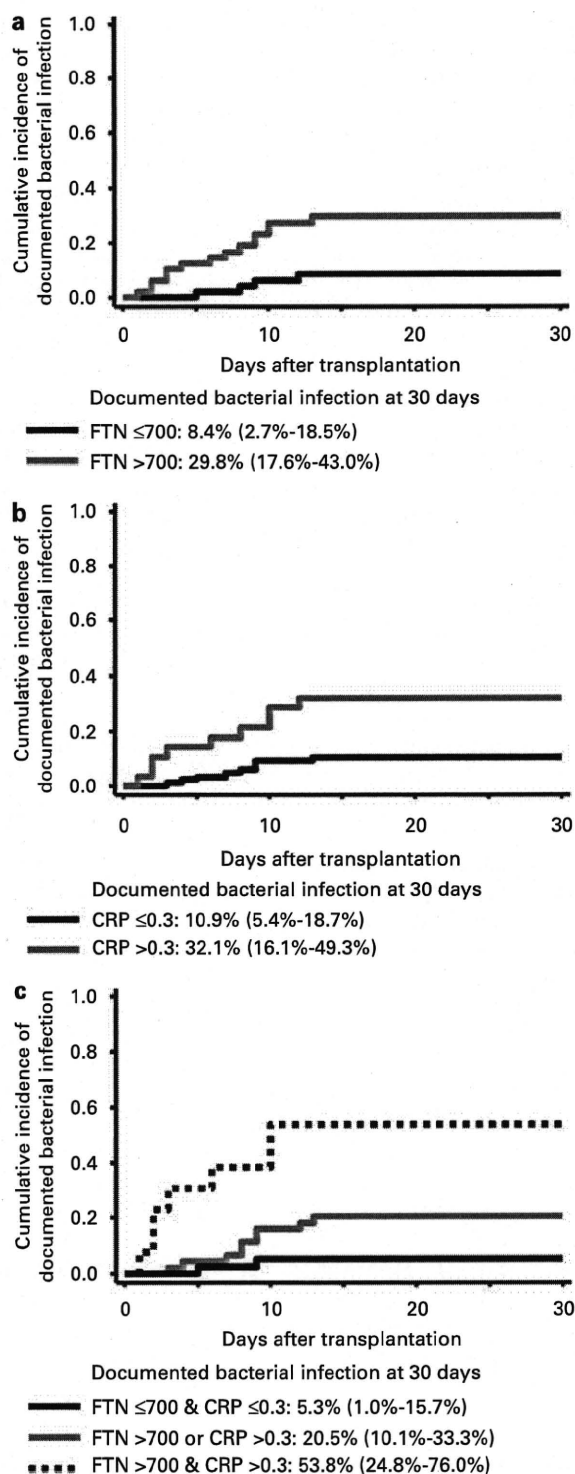 a
Cumulative incidence of
documented bacterial infection
1.0
0.8
0.6
0.4
0.2
0.0
0 10 20 30
Days after transplantation
Documented bacterial infection at 30 days
FTN ≤700: 8.4% (2.7%-18.5%)
FTN >700: 29.8% (17.6%-43.0%)
b
Cumulative incidence of
documented bacterial infection
1.0
0.8
0.6
0.4
0.2
0.0
0 10 20 30
Days after transplantation
Documented bacterial infection at 30 days
CRP ≤0.3: 10.9% (5.4%-18.7%)
CRP >0.3: 32.1% (16.1%-49.3%)
c
Cumulative incidence of
documented bacterial infection
1.0
0.8
0.6
0.4
0.2
0.0
0 10 20 30
Days after transplantation
Documented bacterial infection at 30 days
FTN ≤700 & CRP ≤0.3: 5.3% (1.0%-15.7%)
FTN >700 or CRP >0.3: 20.5% (10.1%-33.3%)
FTN >700 & CRP >0.3: 53.8% (24.8%-76.0%)